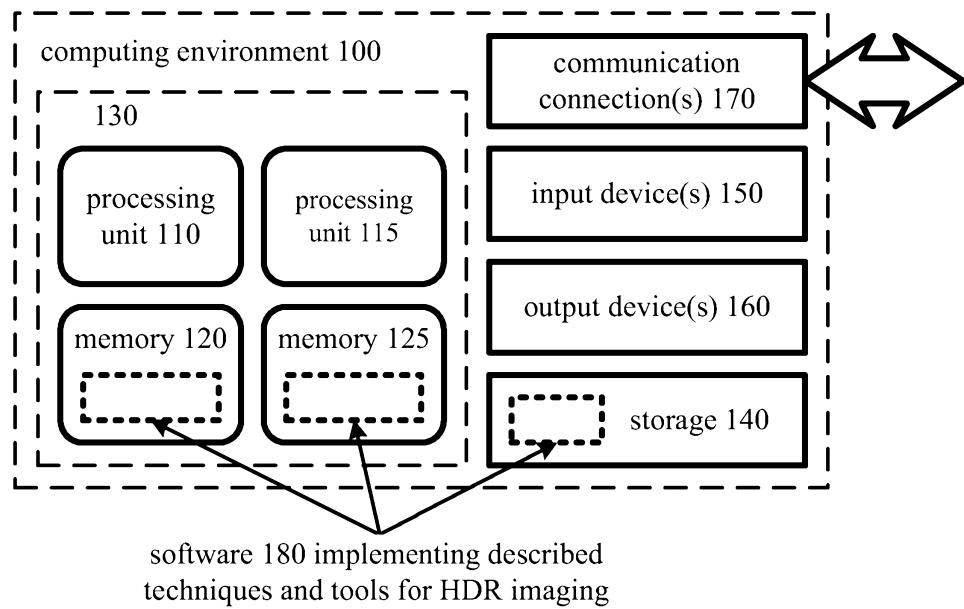 computing environment 100
130
processing
unit 110
processing
unit 115
memory 120
memory 125
communication
connection(s) 170
input device(s) 150
output device(s) 160
storage 140
software 180 implementing described
techniques and tools for HDR imaging